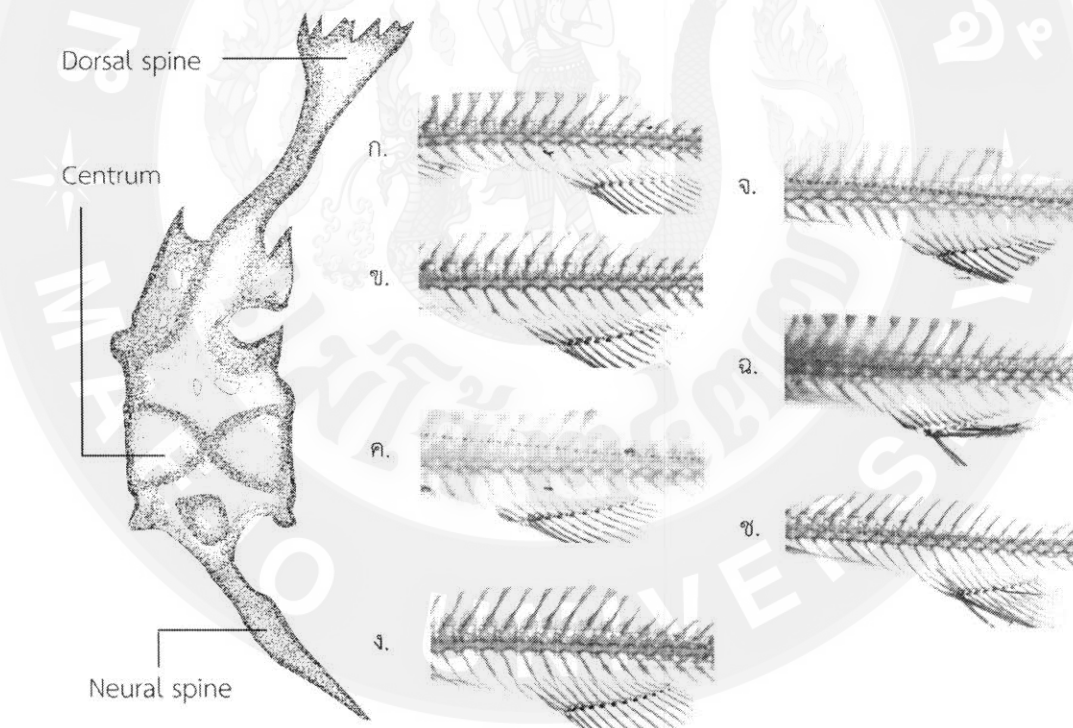 Dorsal spine
Centrum
Neural spine
ก.
ข.
ค.
ง.
จ.
ฉ.
ช.